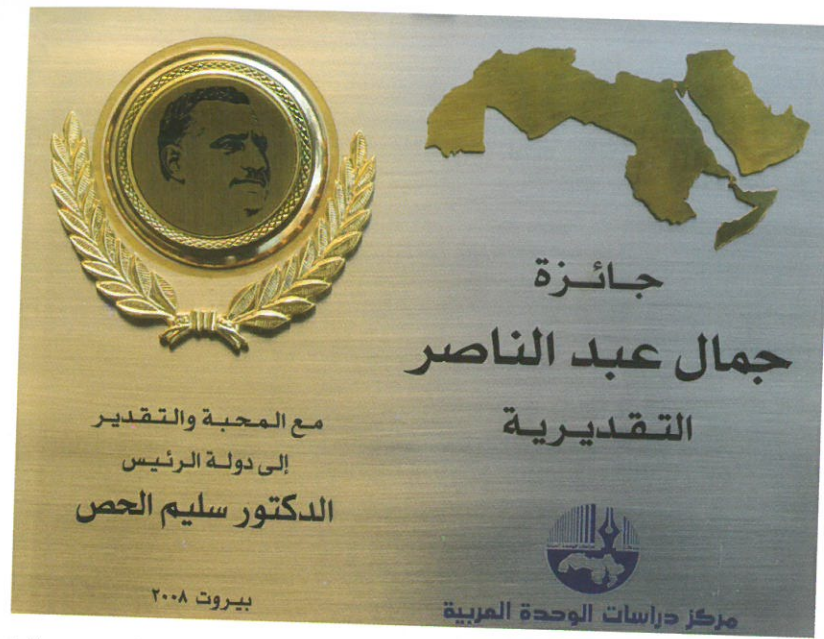 جائزة
جمال عبد الناصر
التقديرية
مركز دراسات الوحدة العربية
مع المحبة والتقدير
إلى دولة الرئيس
الدكتور سليم الحص
بيروت ٢٠٠٨